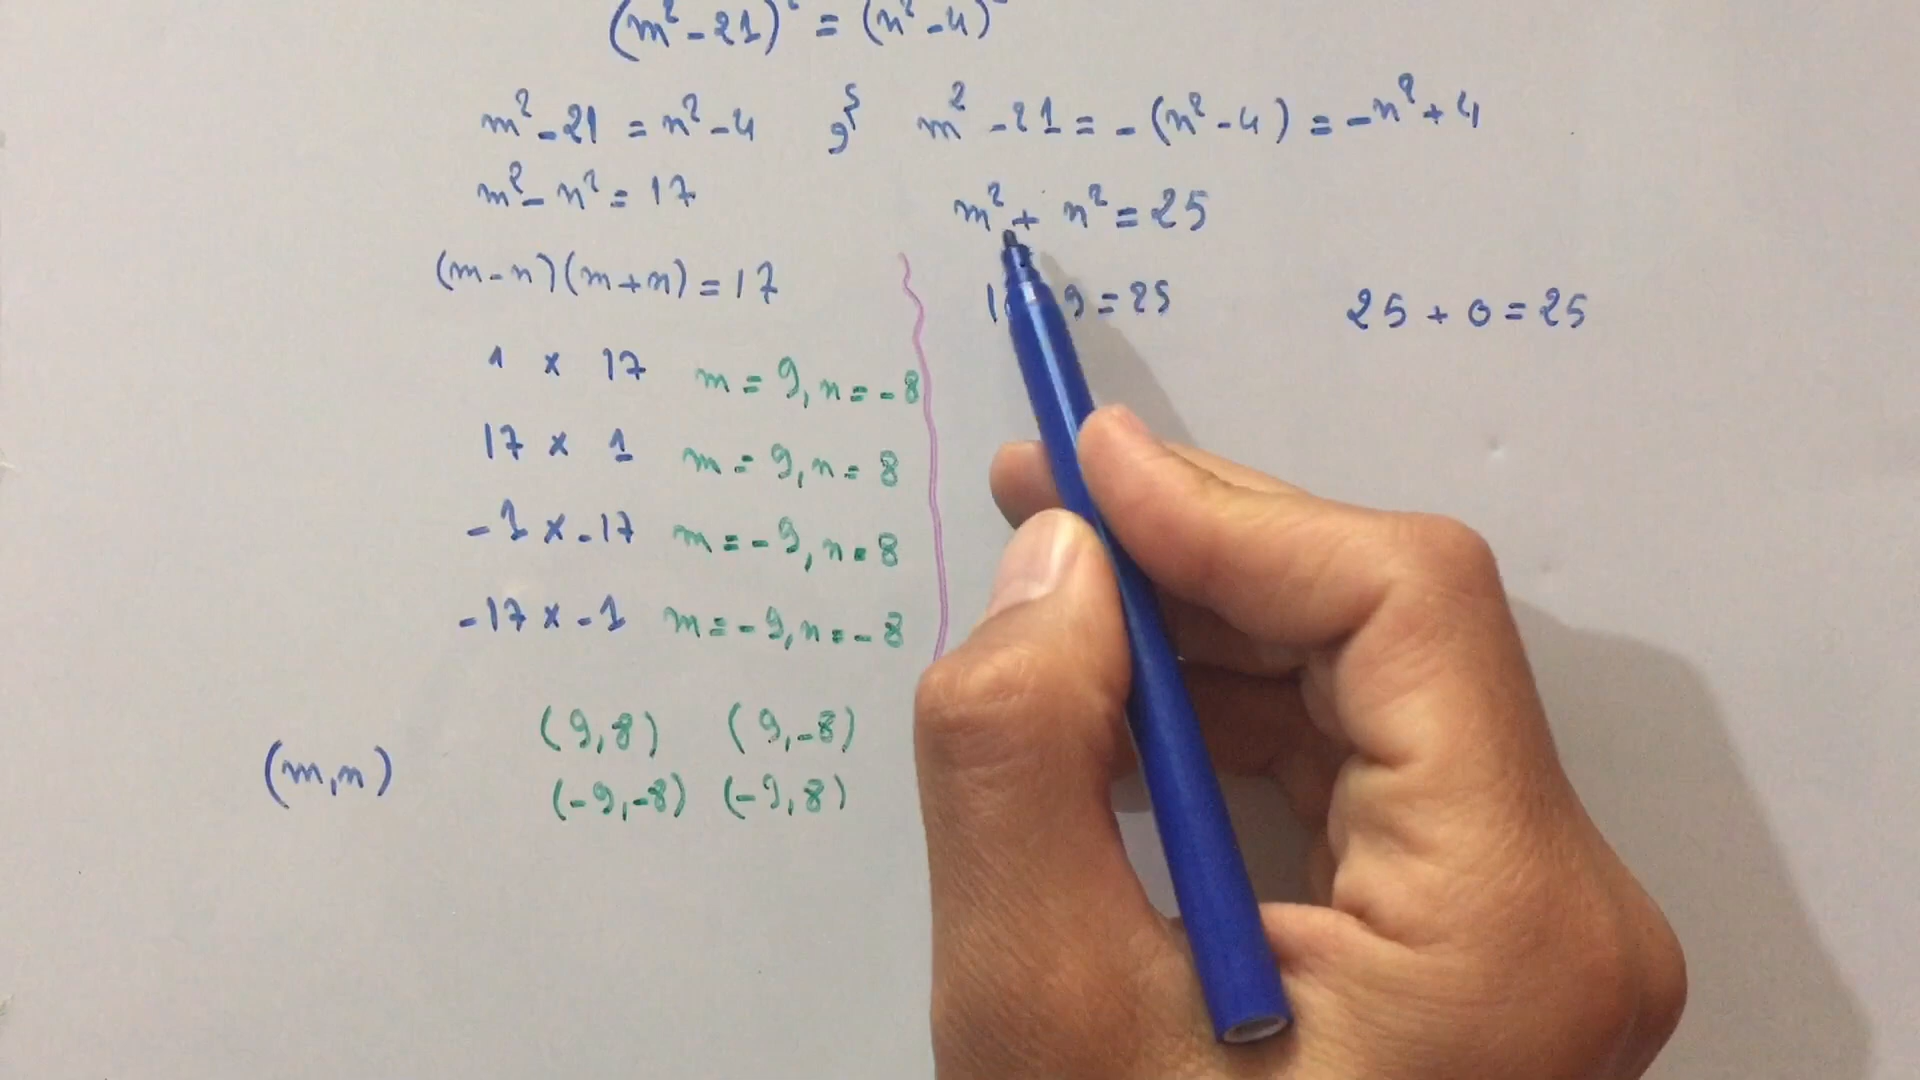 (m² - 21)² = (n² - 4)²
m² - 21 = n² - 4 ; m² - 21 = - (n² - 4) = - n² + 4
m² - n² = 17
m² + n² = 25
(m - n)(m + n) = 17
9 = 25
25 + 0 = 25
1 × 17 m = 9, n = -8
17 × 1 m = 9, n = 8
-1 × -17 m = -9, n = 8
-17 × -1 m = -9, n = -8
(9,8) (9,-8)
(m,n)
(-9,-8) (-9,8)